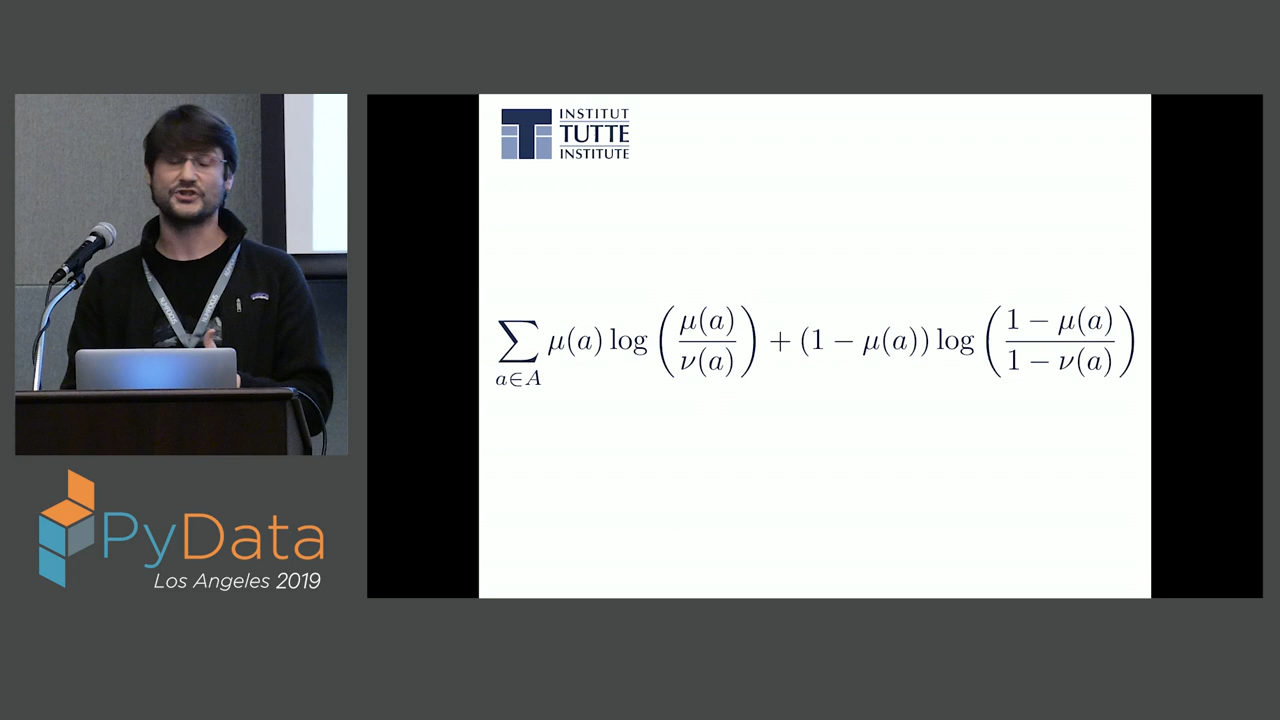 INSTITUT
TUTTE
INSTITUTE
∑_{a∈A} μ(a) log (μ(a)/ν(a)) + (1 − μ(a)) log ((1 − μ(a))/(1 − ν(a)))
PyData
Los Angeles 2019